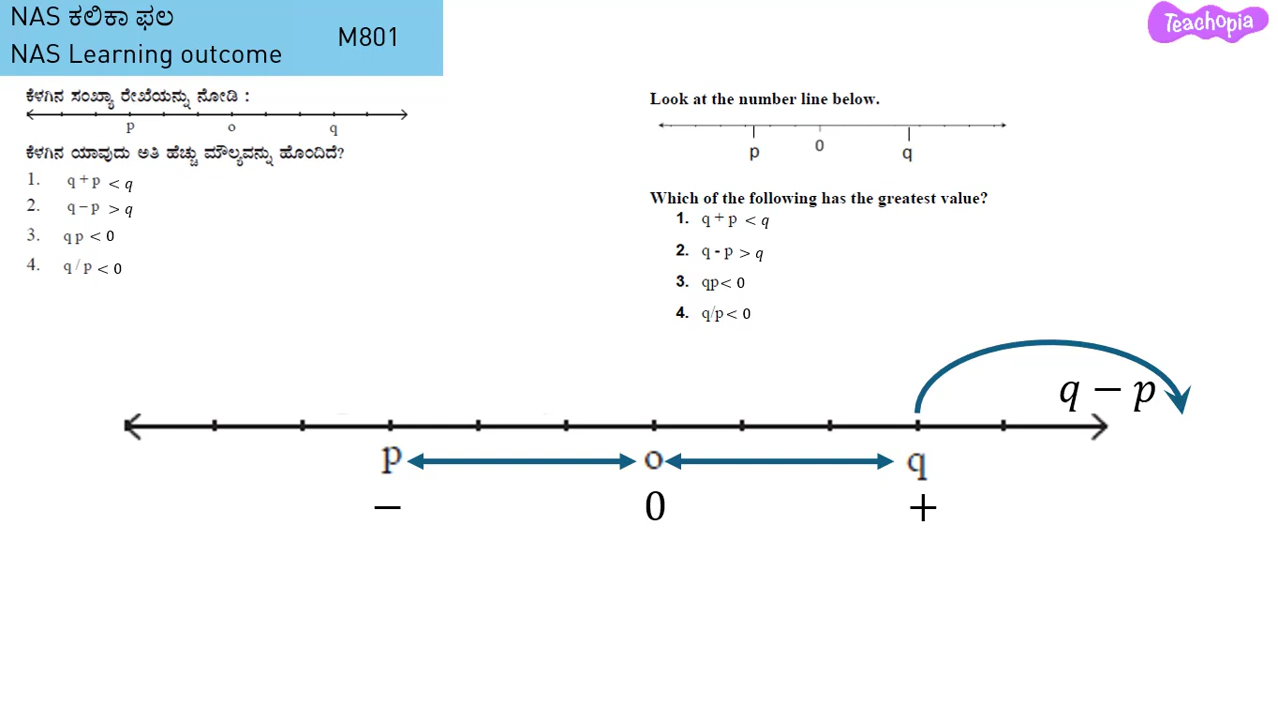 NAS ಕಲಿಕಾ ಫಲ
NAS Learning outcome
M801
Teachopia
ಕೆಳಗಿನ ಸಂಖ್ಯಾ ರೇಖೆಯನ್ನು ನೋಡಿ :
p o q
ಕೆಳಗಿನ ಯಾವುದು ಅತಿ ಹೆಚ್ಚು ಮೌಲ್ಯವನ್ನು ಹೊಂದಿದೆ?
1. q + p < q
2. q – p > q
3. q p < 0
4. q / p < 0
Look at the number line below.
p 0 q
Which of the following has the greatest value?
1. q + p < q
2. q - p > q
3. qp < 0
4. q/p < 0
q − p
p o q
− 0 +